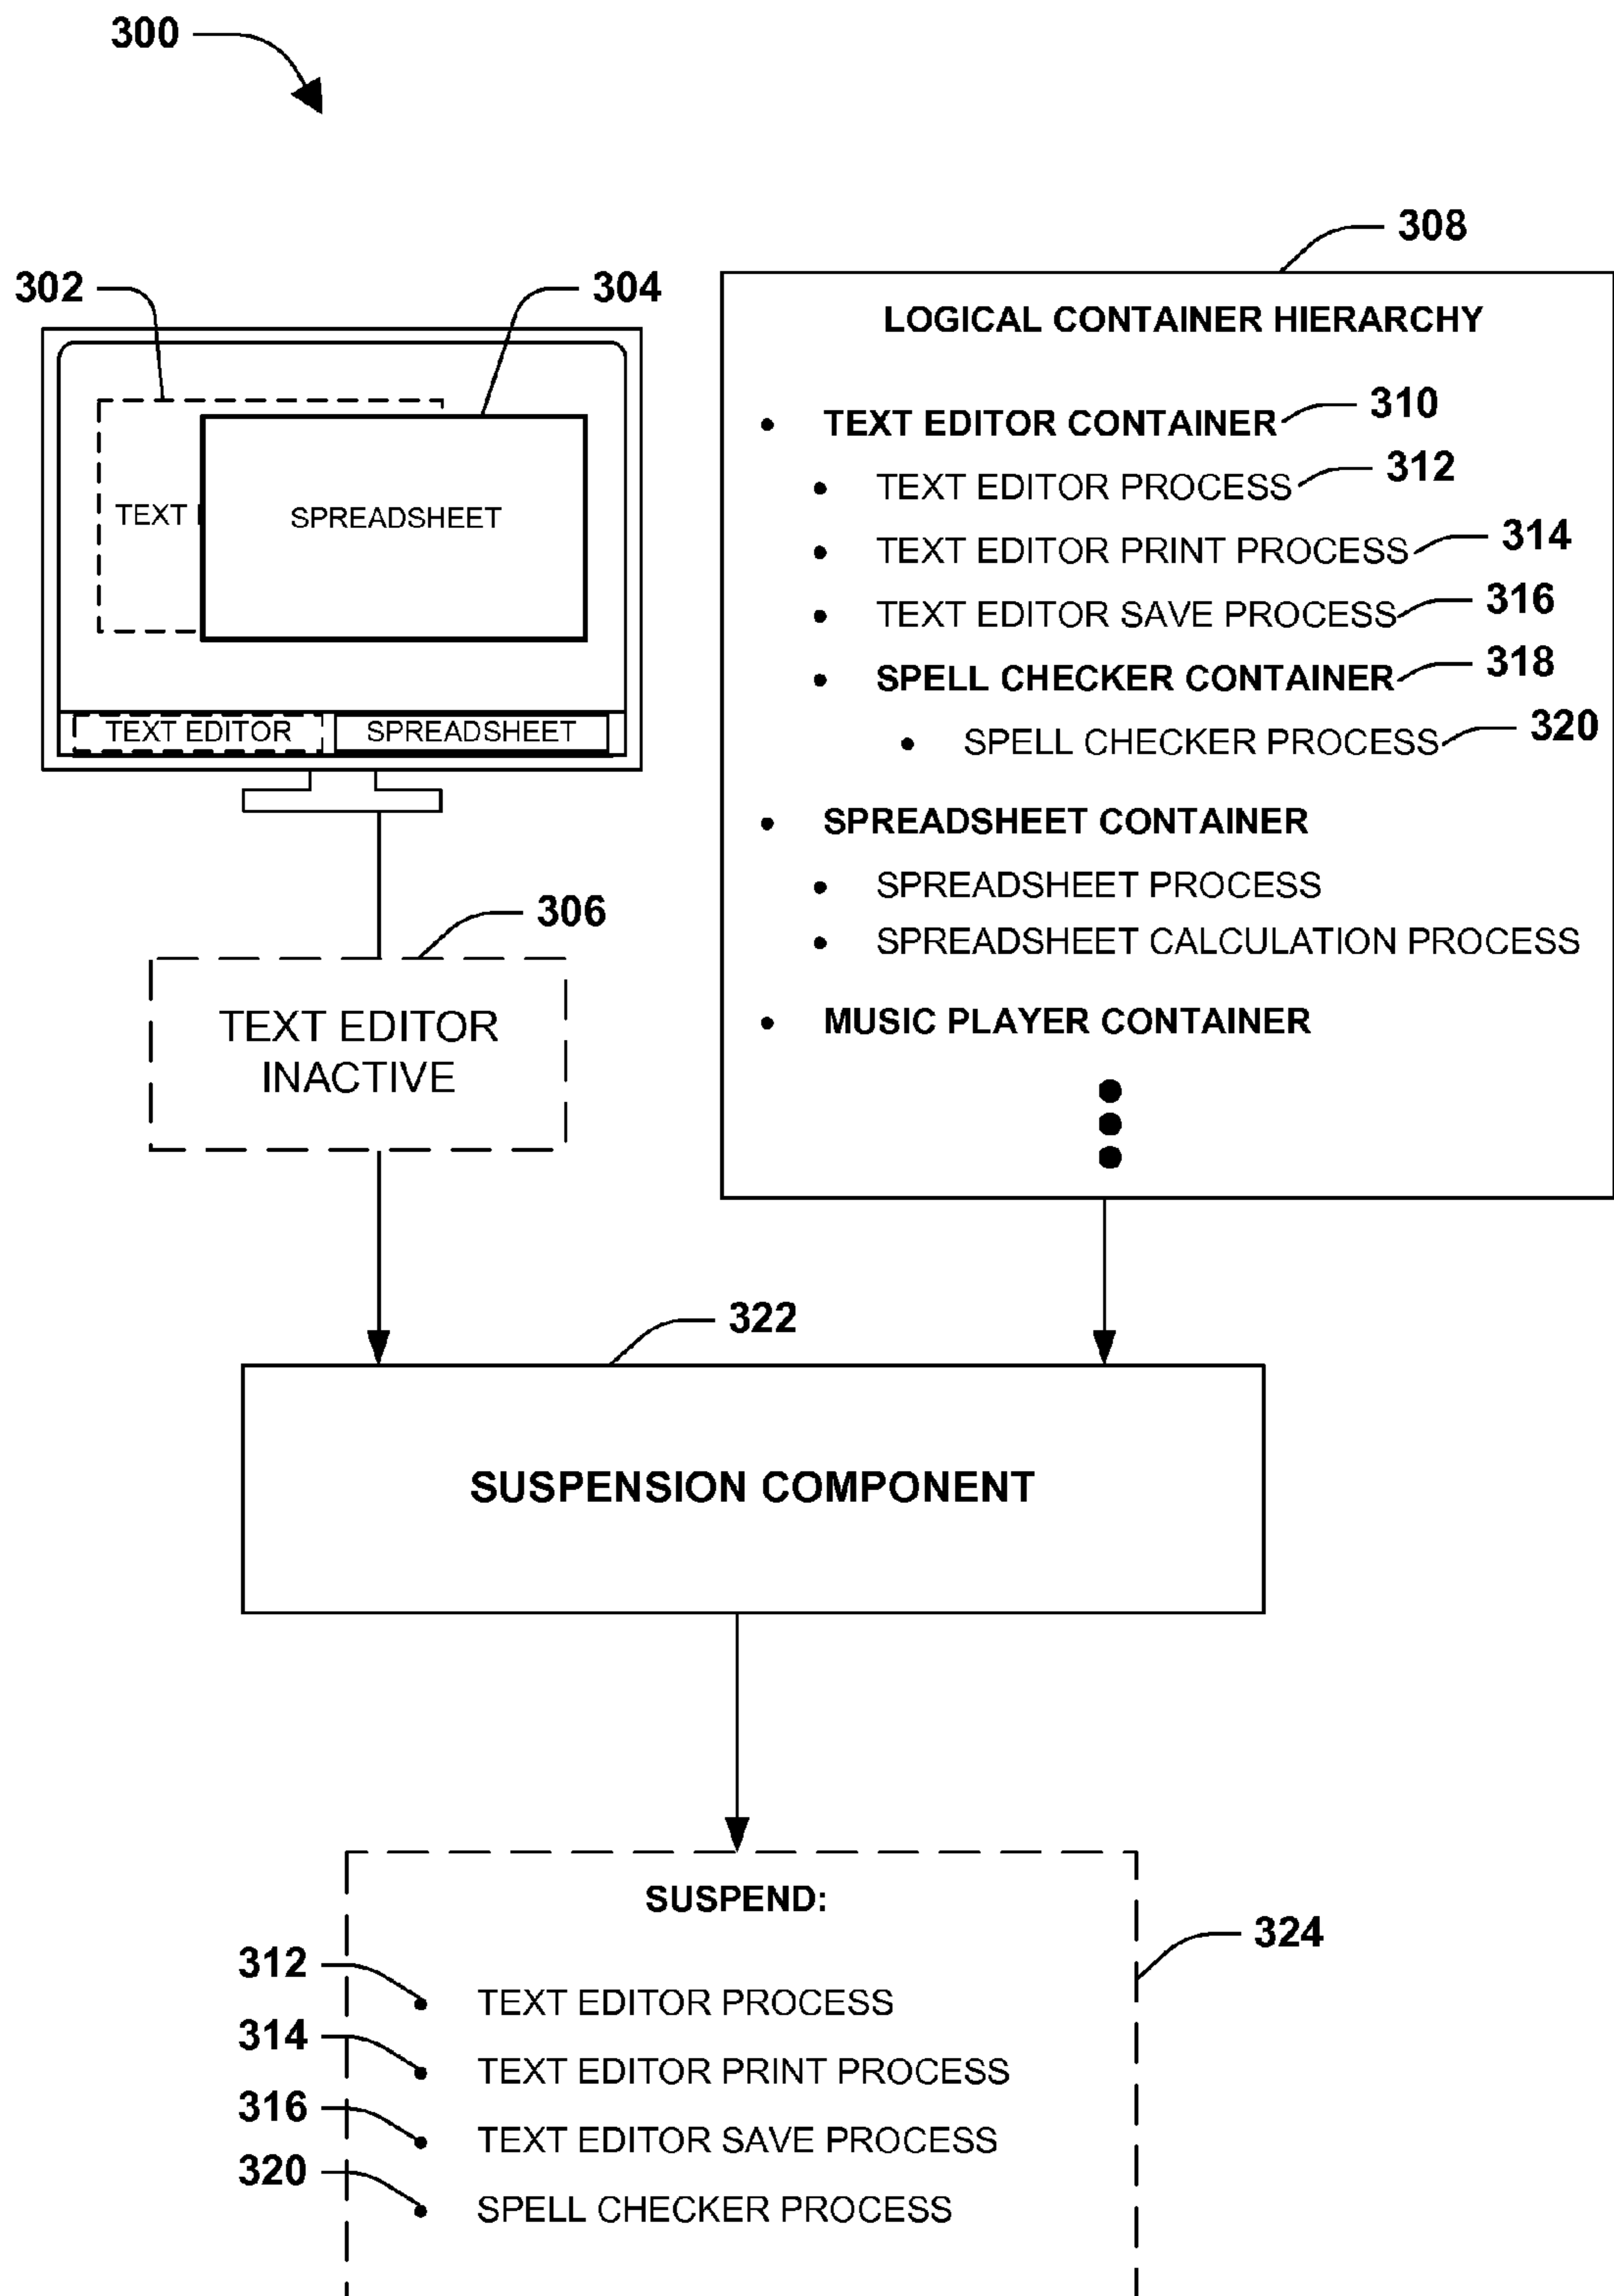 300
308
302
304
LOGICAL CONTAINER HIERARCHY
• TEXT EDITOR CONTAINER 310
• TEXT EDITOR PROCESS 312
• TEXT EDITOR PRINT PROCESS 314
• TEXT EDITOR SAVE PROCESS 316
• SPELL CHECKER CONTAINER 318
• SPELL CHECKER PROCESS 320
• SPREADSHEET CONTAINER
• SPREADSHEET PROCESS
• SPREADSHEET CALCULATION PROCESS
• MUSIC PLAYER CONTAINER
TEXT
SPREADSHEET
TEXT EDITOR
SPREADSHEET
306
TEXT EDITOR
INACTIVE
322
SUSPENSION COMPONENT
SUSPEND:
324
312 • TEXT EDITOR PROCESS
314 • TEXT EDITOR PRINT PROCESS
316 • TEXT EDITOR SAVE PROCESS
320 • SPELL CHECKER PROCESS